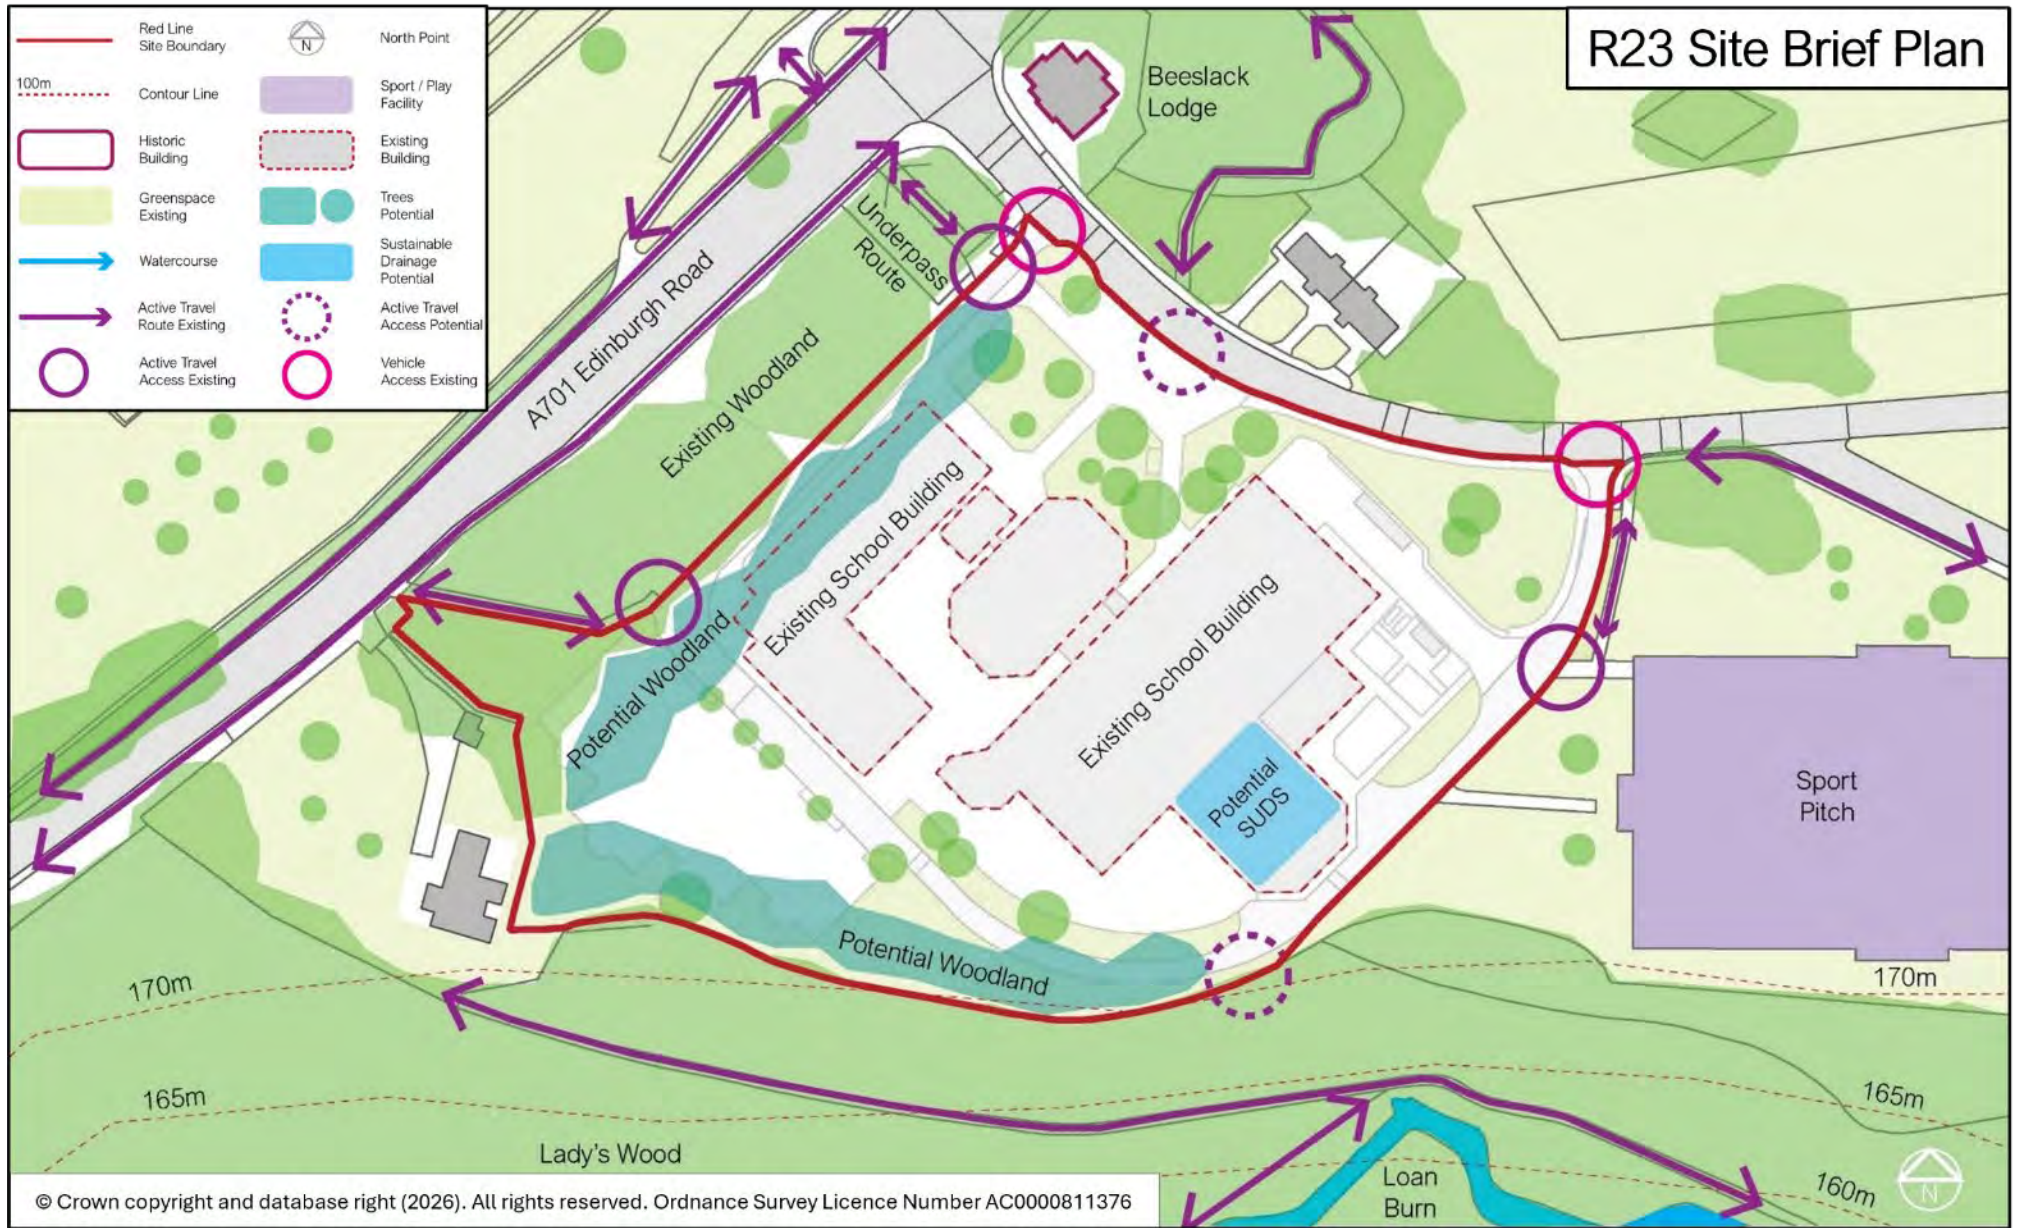 R23 Site Brief Plan
Red Line
Site Boundary
N
North Point
100m
Contour Line
Sport / Play
Facility
Historic
Building
Existing
Building
Greenspace
Existing
Trees
Potential
Watercourse
Sustainable
Drainage
Potential
Active Travel
Route Existing
Active Travel
Access Potential
Active Travel
Access Existing
Vehicle
Access Existing
Beeslack
Lodge
Underpass
Route
A701 Edinburgh Road
Existing Woodland
Existing School Building
Existing School Building
Potential Woodland
Potential
SUDS
Sport
Pitch
Potential Woodland
170m
170m
165m
165m
Lady's Wood
Loan
Burn
160m
N
© Crown copyright and database right (2026). All rights reserved. Ordnance Survey Licence Number AC0000811376